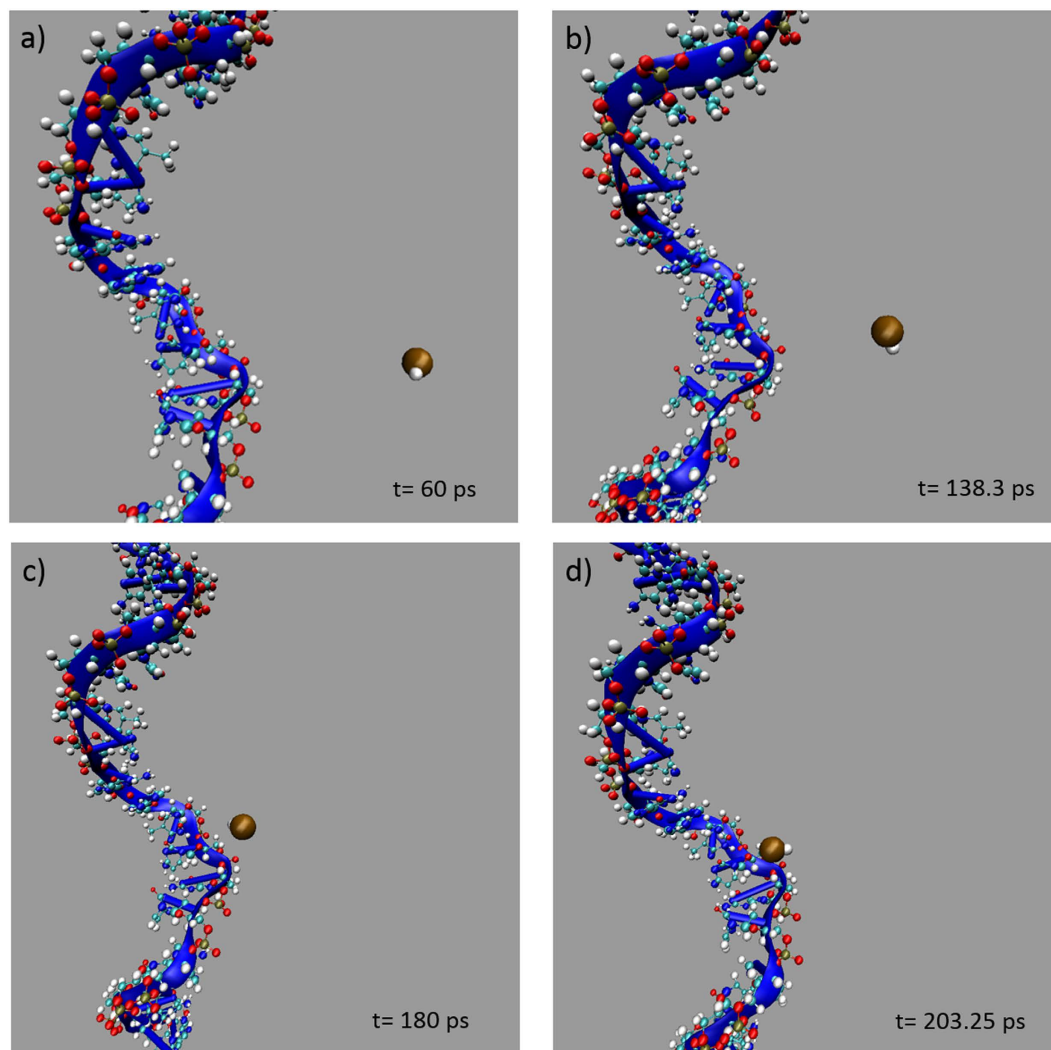 a)
b)
t= 60 ps
t= 138.3 ps
c)
d)
t= 180 ps
t= 203.25 ps